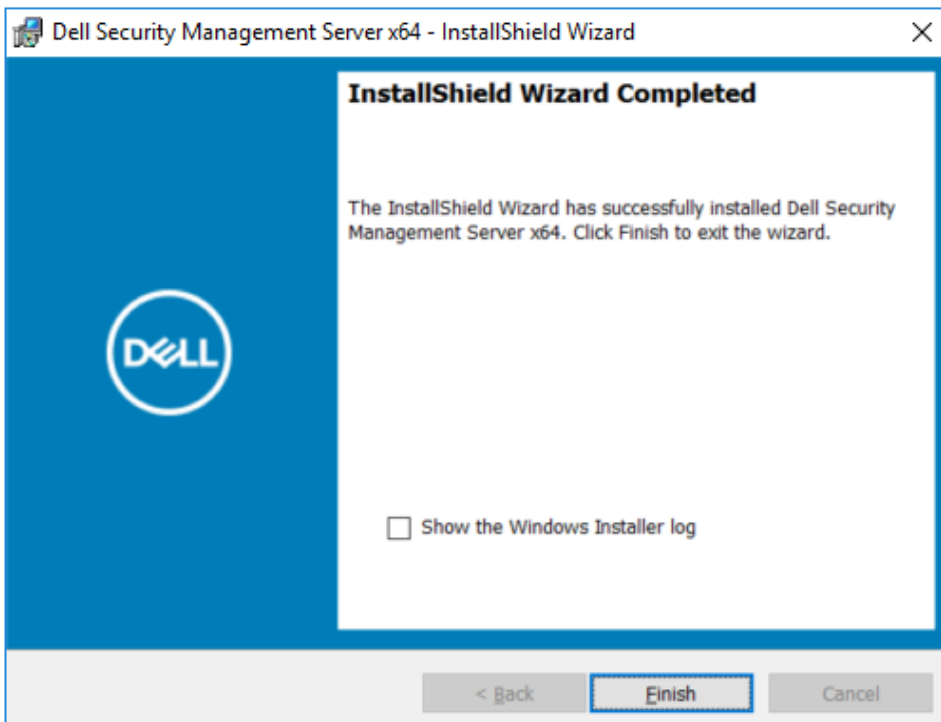 Dell Security Management Server x64 - InstallShield Wizard
InstallShield Wizard Completed
The InstallShield Wizard has successfully installed Dell Security
Management Server x64. Click Finish to exit the wizard.
DELL
Show the Windows Installer log
< Back
Finish
Cancel